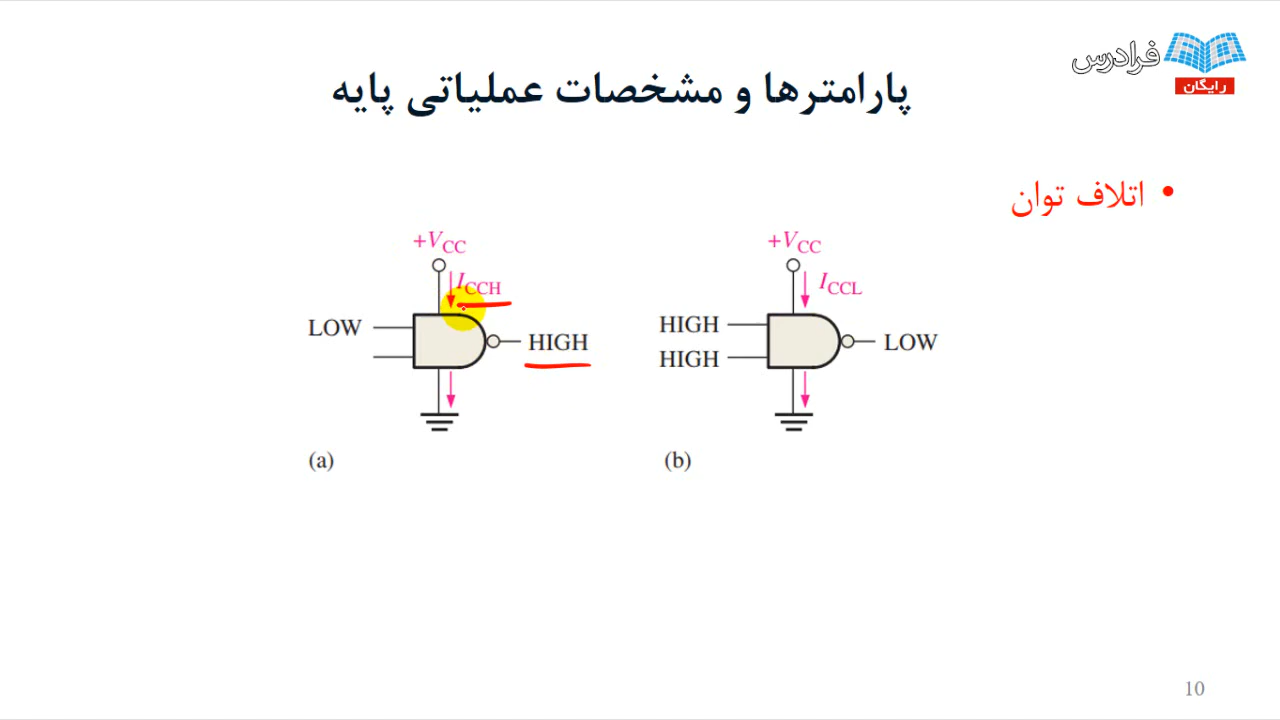 فرادرس
رایگان
پارامترها و مشخصات عملیاتی پایه
• اتلاف توان
+VCC
ICCH
LOW
HIGH
(a)
+VCC
ICCL
HIGH
HIGH
LOW
(b)
10